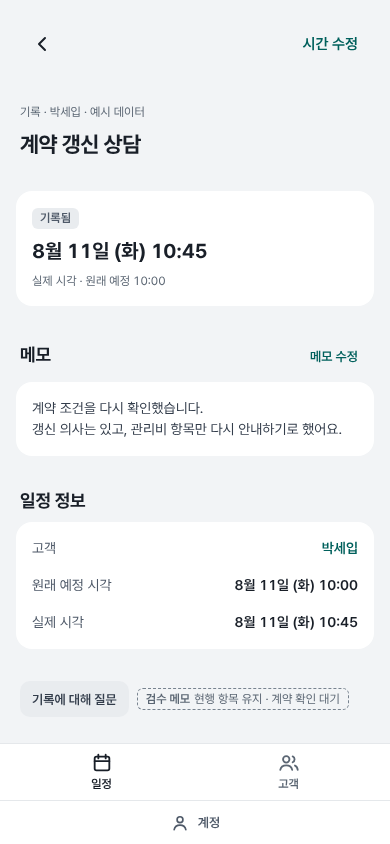 시간 수정
기록 · 박세입 · 예시 데이터
계약 갱신 상담
기록됨
8월 11일 (화) 10:45
실제 시각 · 원래 예정 10:00
메모
메모 수정
계약 조건을 다시 확인했습니다.
갱신 의사는 있고, 관리비 항목만 다시 안내하기로 했어요.
일정 정보
고객 박세입
원래 예정 시각 8월 11일 (화) 10:00
실제 시각 8월 11일 (화) 10:45
기록에 대해 질문
검수 메모 현행 항목 유지 · 계약 확인 대기
일정
고객
계정